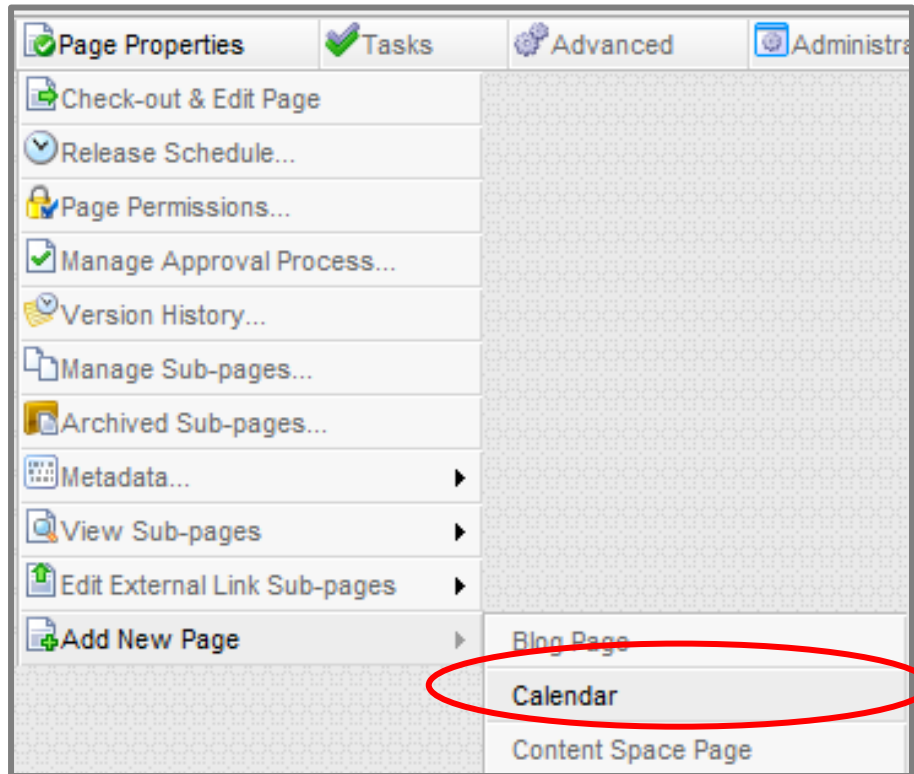 Page Properties Tasks Advanced Administra
Check-out & Edit Page
Release Schedule...
Page Permissions...
Manage Approval Process...
Version History...
Manage Sub-pages...
Archived Sub-pages...
Metadata...
View Sub-pages
Edit External Link Sub-pages
Add New Page
Blog Page
Calendar
Content Space Page